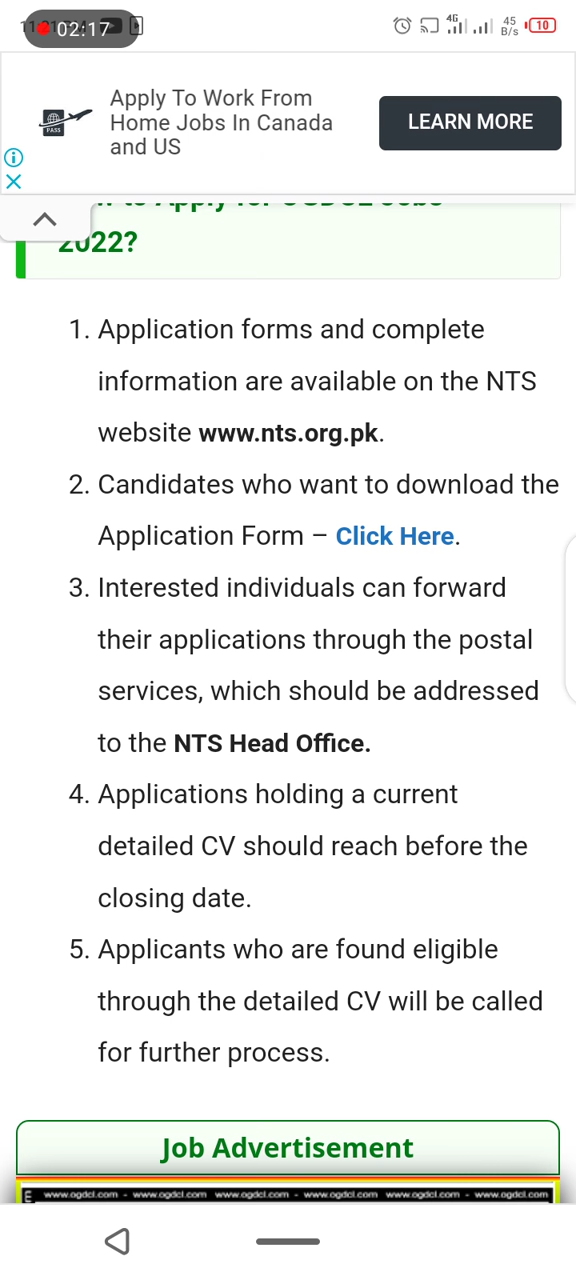 02:17
4G
45
B/s
10
Apply To Work From
Home Jobs In Canada
and US
LEARN MORE
PASS
2022?
1. Application forms and complete
information are available on the NTS
website www.nts.org.pk.
2. Candidates who want to download the
Application Form – Click Here.
3. Interested individuals can forward
their applications through the postal
services, which should be addressed
to the NTS Head Office.
4. Applications holding a current
detailed CV should reach before the
closing date.
5. Applicants who are found eligible
through the detailed CV will be called
for further process.
Job Advertisement
www.ogdcl.com - www.ogdcl.com www.ogdcl.com - www.ogdcl.com www.ogdcl.com - www.ogdcl.com